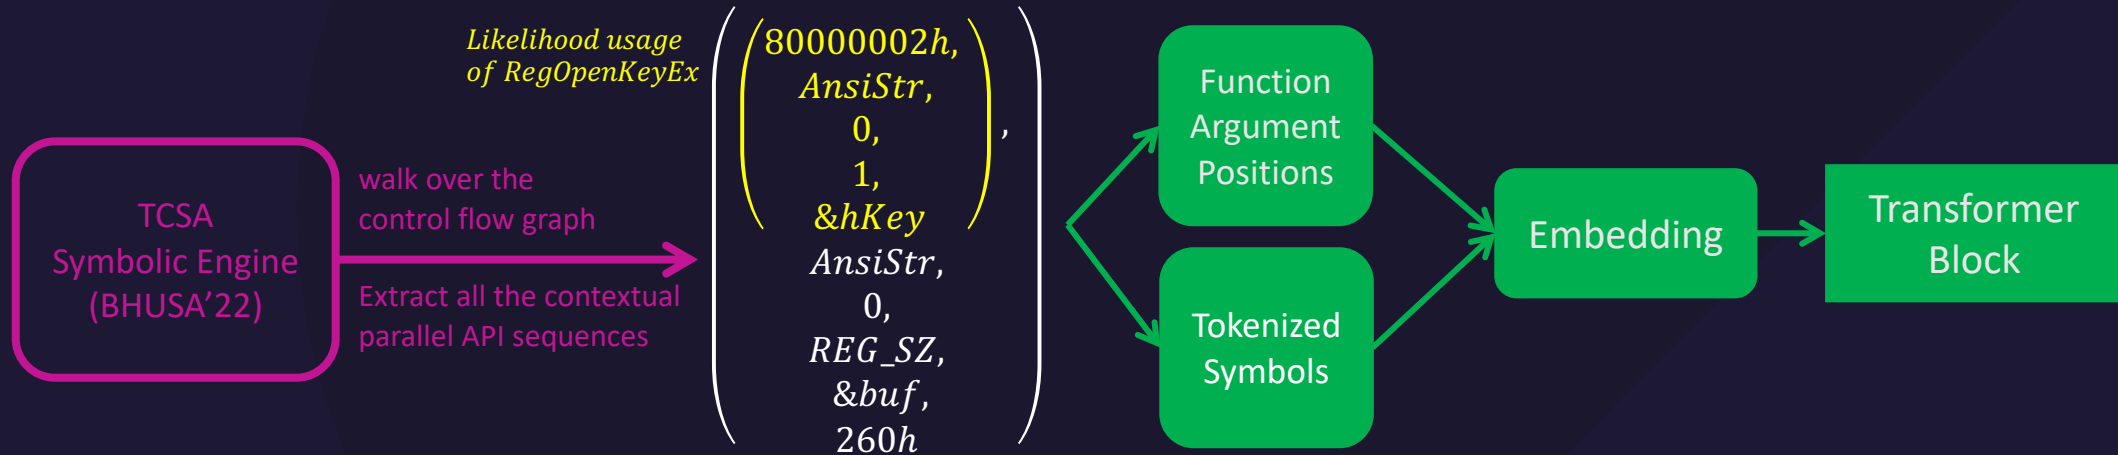 TCSA
Symbolic Engine
(BHUSA'22)
walk over the
control flow graph
Extract all the contextual
parallel API sequences
Likelihood usage
of RegOpenKeyEx
80000002h,
AnsiStr,
0,
1,
&hKey
,
AnsiStr,
0,
REG_SZ,
&buf,
260h
Function
Argument
Positions
Tokenized
Symbols
Embedding
Transformer
Block